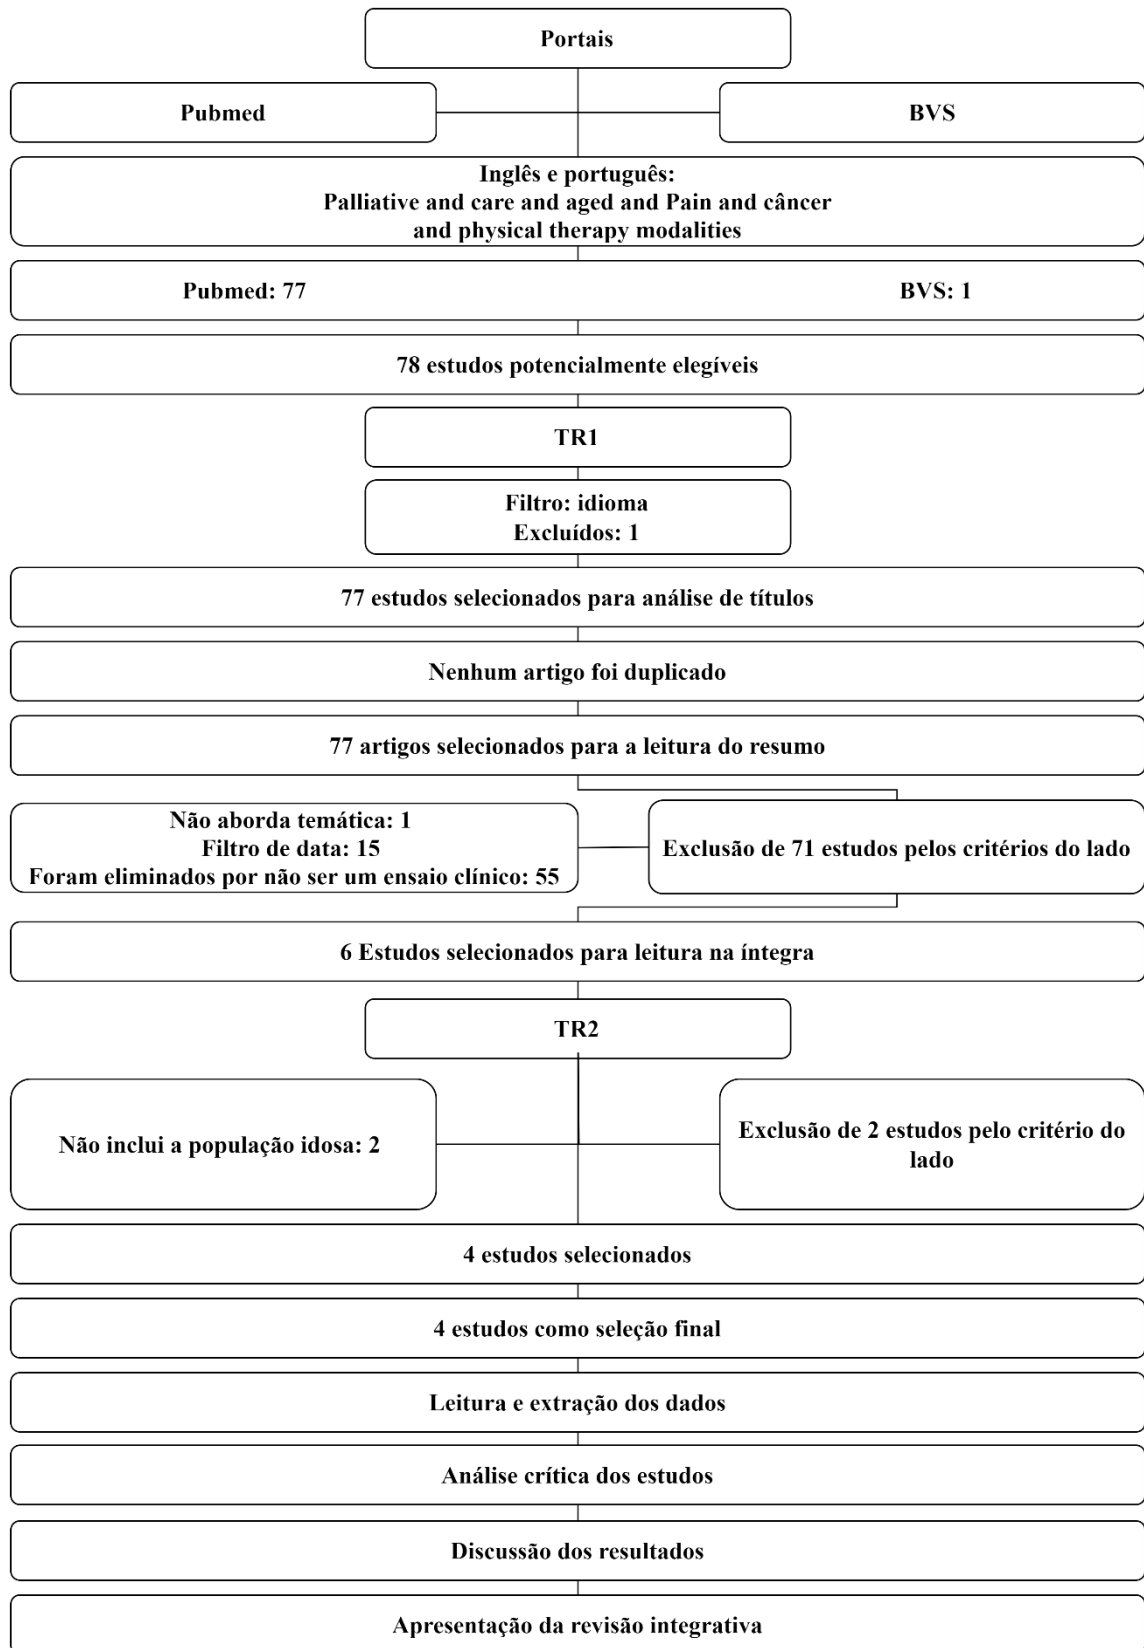 Portais
Pubmed
BVS
Inglês e português:
Palliative and care and aged and Pain and câncer
and physical therapy modalities
Pubmed: 77
BVS: 1
78 estudos potencialmente elegíveis
TR1
Filtro: idioma
Excluídos: 1
77 estudos selecionados para análise de títulos
Nenhum artigo foi duplicado
77 artigos selecionados para a leitura do resumo
Não aborda temática: 1
Filtro de data: 15
Foram eliminados por não ser um ensaio clínico: 55
Exclusão de 71 estudos pelos critérios do lado
6 Estudos selecionados para leitura na íntegra
TR2
Não inclui a população idosa: 2
Exclusão de 2 estudos pelo critério do
lado
4 estudos selecionados
4 estudos como seleção final
Leitura e extração dos dados
Análise crítica dos estudos
Discussão dos resultados
Apresentação da revisão integrativa